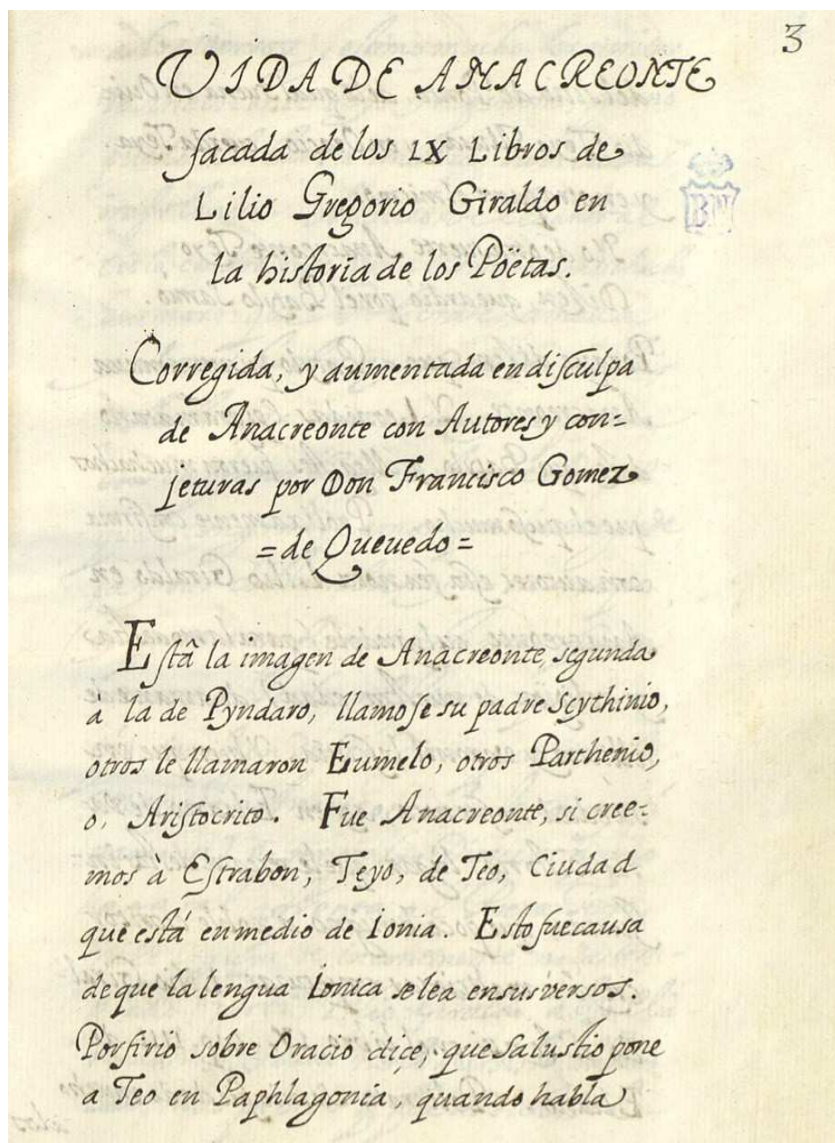 3
VIDA DE ANACREONTE
sacada de los IX Libros de
Lilio Gregorio Giraldo en
la historia de los Pöetas.
Corregida, y aumentada en disculpa
de Anacreonte con Autores y con=
jeturas por Don Francisco Gomez
= de Queuedo =
Estâ la imagen de Anacreonte, segunda
à la de Pyndaro, llamose su padre Scythinio,
otros le llamaron Eumelo, otros Parthenio,
o, Aristocrito. Fue Anacreonte, si cree=
mos à Estrabon, Teyo, de Teo, Ciudad
que está en medio de Ionia. Esto fue causa
de que la lengua Ionica se lea en sus versos.
Porfirio sobre Oracio dice, que Salustio pone
a Teo en Paphlagonia, quando habla
BN